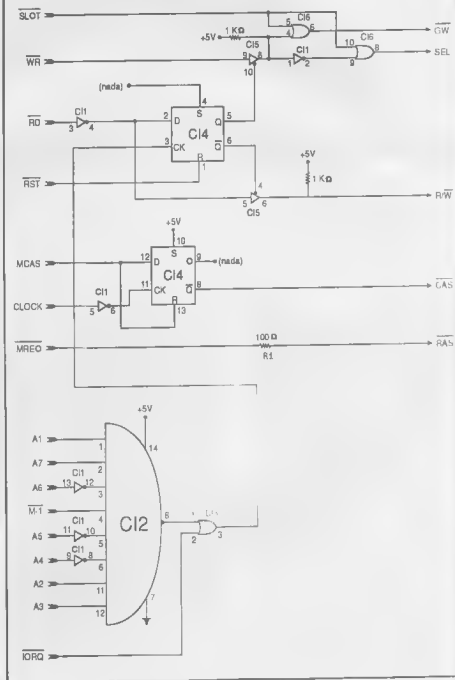 SLOT
CI6
GW
5
4
6
+5V
1 KΩ
CI5
CI1
CI6
10
8
SEL
WR
9
8
1
2
9
10
(nada)
4
S
RD
CI1
3
4
2
D
Q
5
CI4
3
CK
Q
6
R
1
+5V
1 KΩ
RST
4
5
6
CI5
R/W
+5V
10
S
MCAS
12
D
O
9
(nada)
CI4
CI1
11
CK
Q
8
CAS
CLOCK
5
6
R
13
100 Ω
R1
MREO
RAS
+5V
14
A1
1
A7
2
CI1
A6
13
12
3
M-1
4
CI1
CI2
A5
11
10
5
CI1
A4
9
8
6
A2
11
A3
12
7
2
3
IORQ